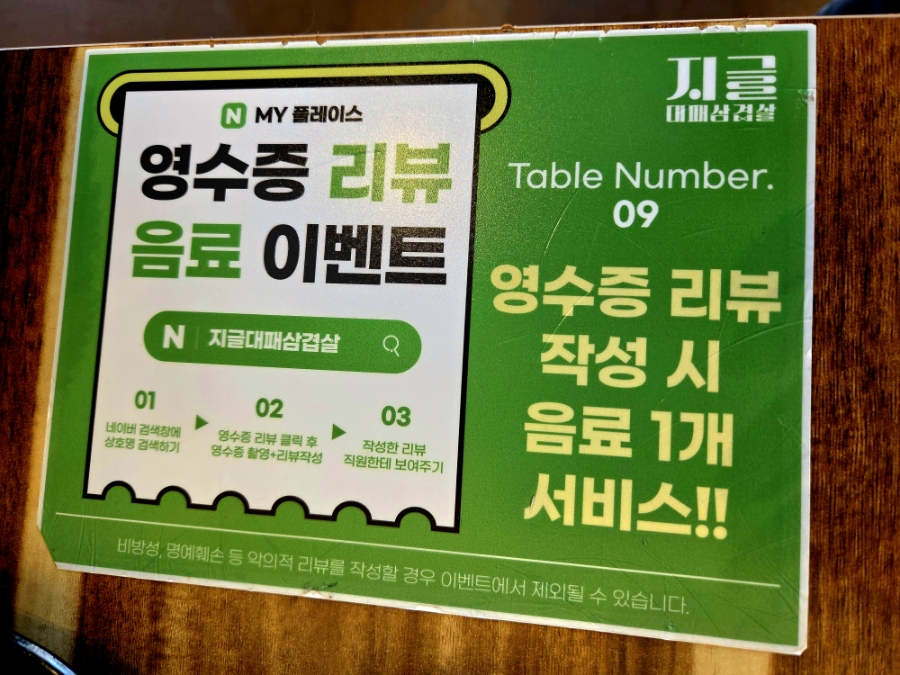 N MY 플레이스
영수증 리뷰
음료 이벤트
N 지글대패삼겹살
01
네이버 검색창에
상호명 검색하기
02
영수증 리뷰 클릭 후
영수증 촬영+리뷰작성
03
작성한 리뷰
직원한테 보여주기
지글
대패삼겹살
Table Number.
09
영수증 리뷰
작성 시
음료 1개
서비스!!
비방성, 명예훼손 등 악의적 리뷰를 작성할 경우 이벤트에서 제외될 수 있습니다.